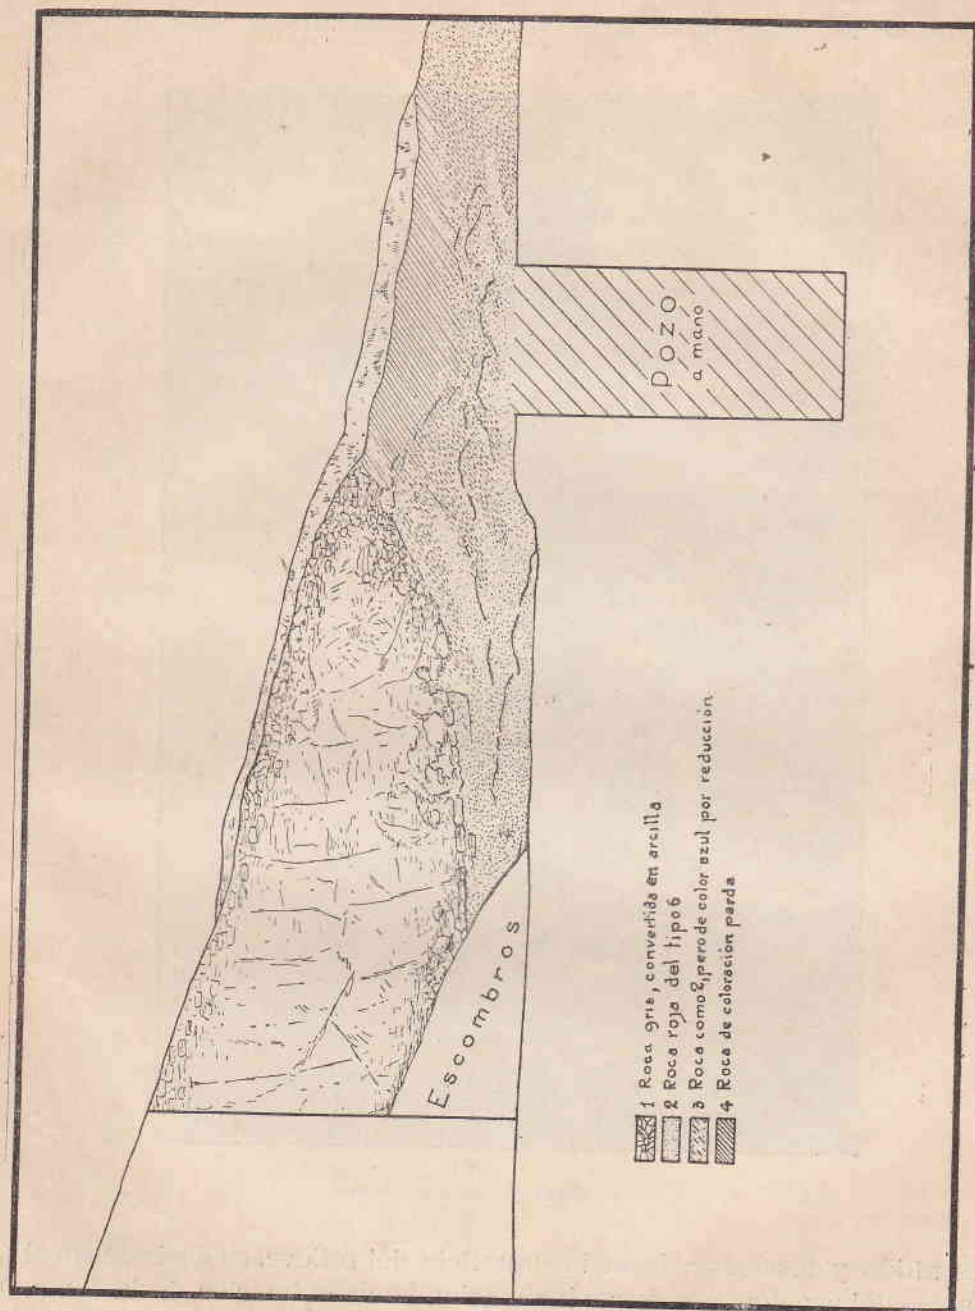 Pozo
a mano
Escombros
1 Roca gris, convertida en arcilla
2 Roca roja del tipo 6
3 Roca como 2, pero de color azul por reducción
4 Roca de coloración parda